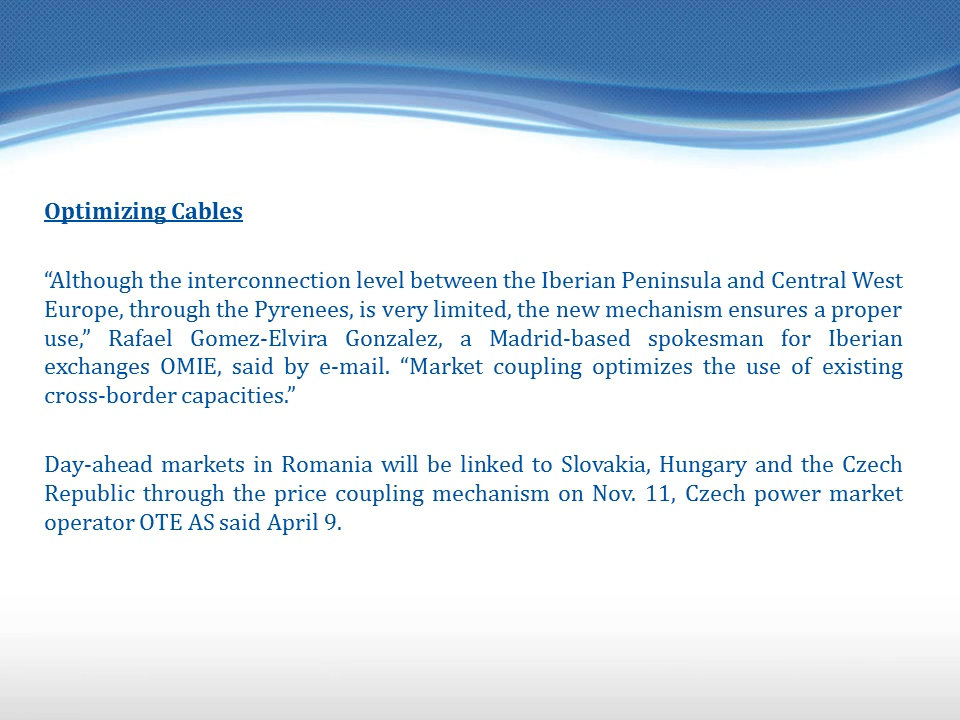 Optimizing Cables
“Although the interconnection level between the Iberian Peninsula and Central West
Europe, through the Pyrenees, is very limited, the new mechanism ensures a proper
use,” Rafael Gomez-Elvira Gonzalez, a Madrid-based spokesman for Iberian
exchanges OMIE, said by e-mail. “Market coupling optimizes the use of existing
cross-border capacities.”
Day-ahead markets in Romania will be linked to Slovakia, Hungary and the Czech
Republic through the price coupling mechanism on Nov. 11, Czech power market
operator OTE AS said April 9.